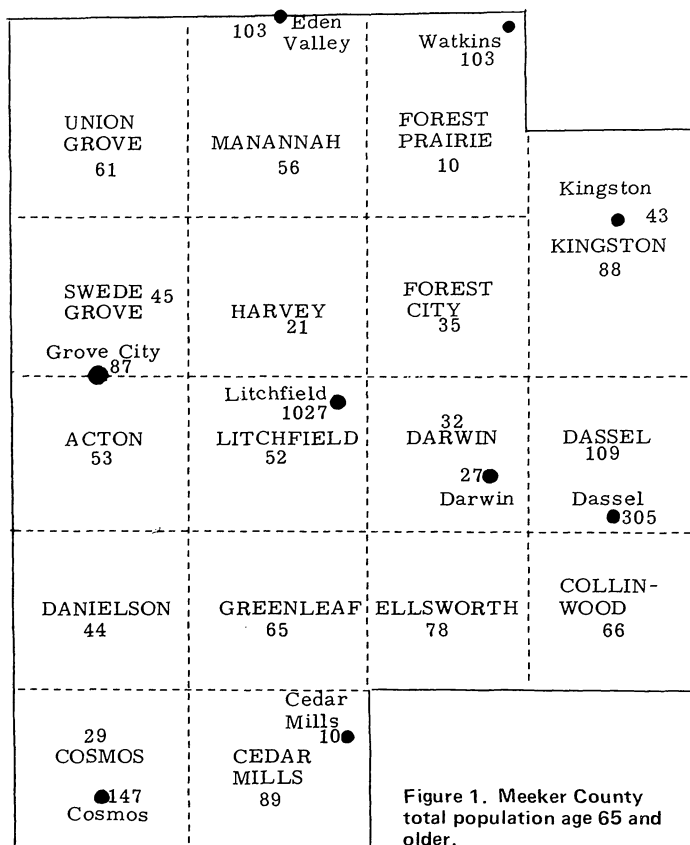 103 Eden
Valley
Watkins
103
UNION
GROVE
61
MANANNAH
56
FOREST
PRAIRIE
10
Kingston
43
KINGSTON
88
SWEDE 45
GROVE
HARVEY
21
FOREST
CITY
35
Grove City
87
Litchfield
1027
ACTON
53
LITCHFIELD
52
32
DARWIN
27
Darwin
DASSEL
109
Dassel
305
DANIELSON
44
GREENLEAF
65
ELLSWORTH
78
COLLIN-
WOOD
66
29
COSMOS
147
Cosmos
Cedar
Mills
10
CEDAR
MILLS
89
Figure 1. Meeker County
total population age 65 and
older.